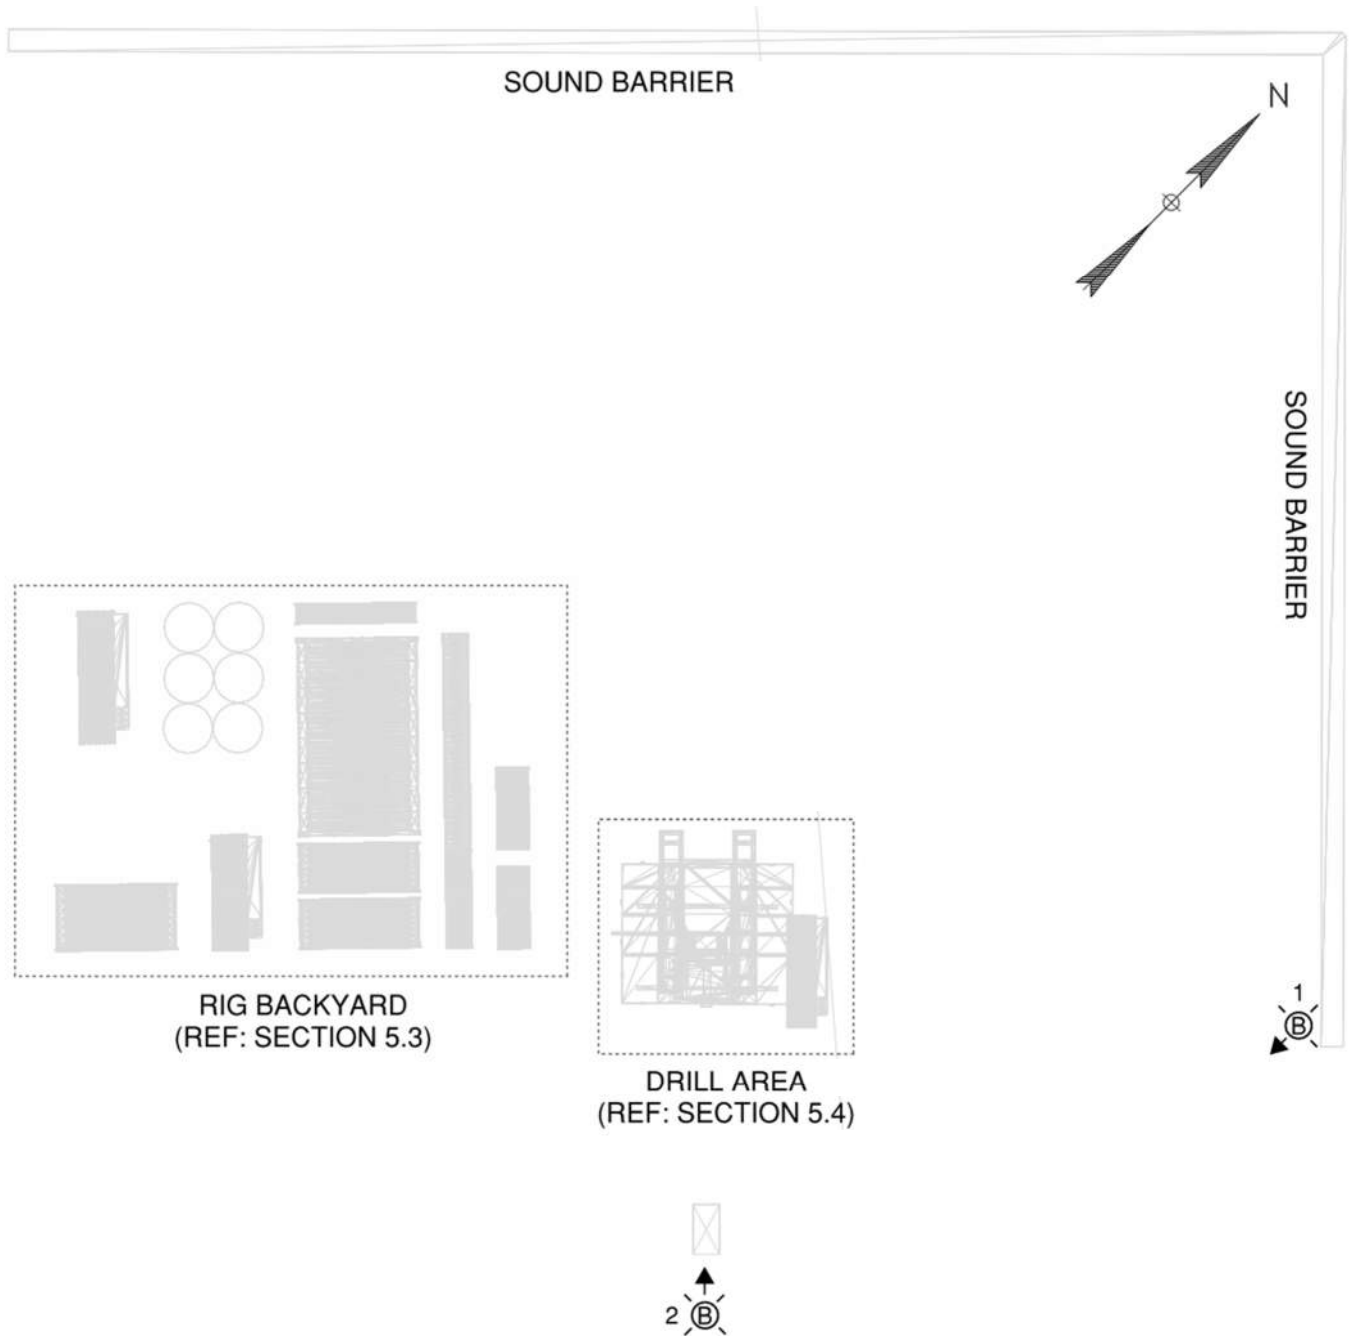 SOUND BARRIER
N
SOUND BARRIER
RIG BACKYARD
(REF: SECTION 5.3)
1
B
DRILL AREA
(REF: SECTION 5.4)
2 B